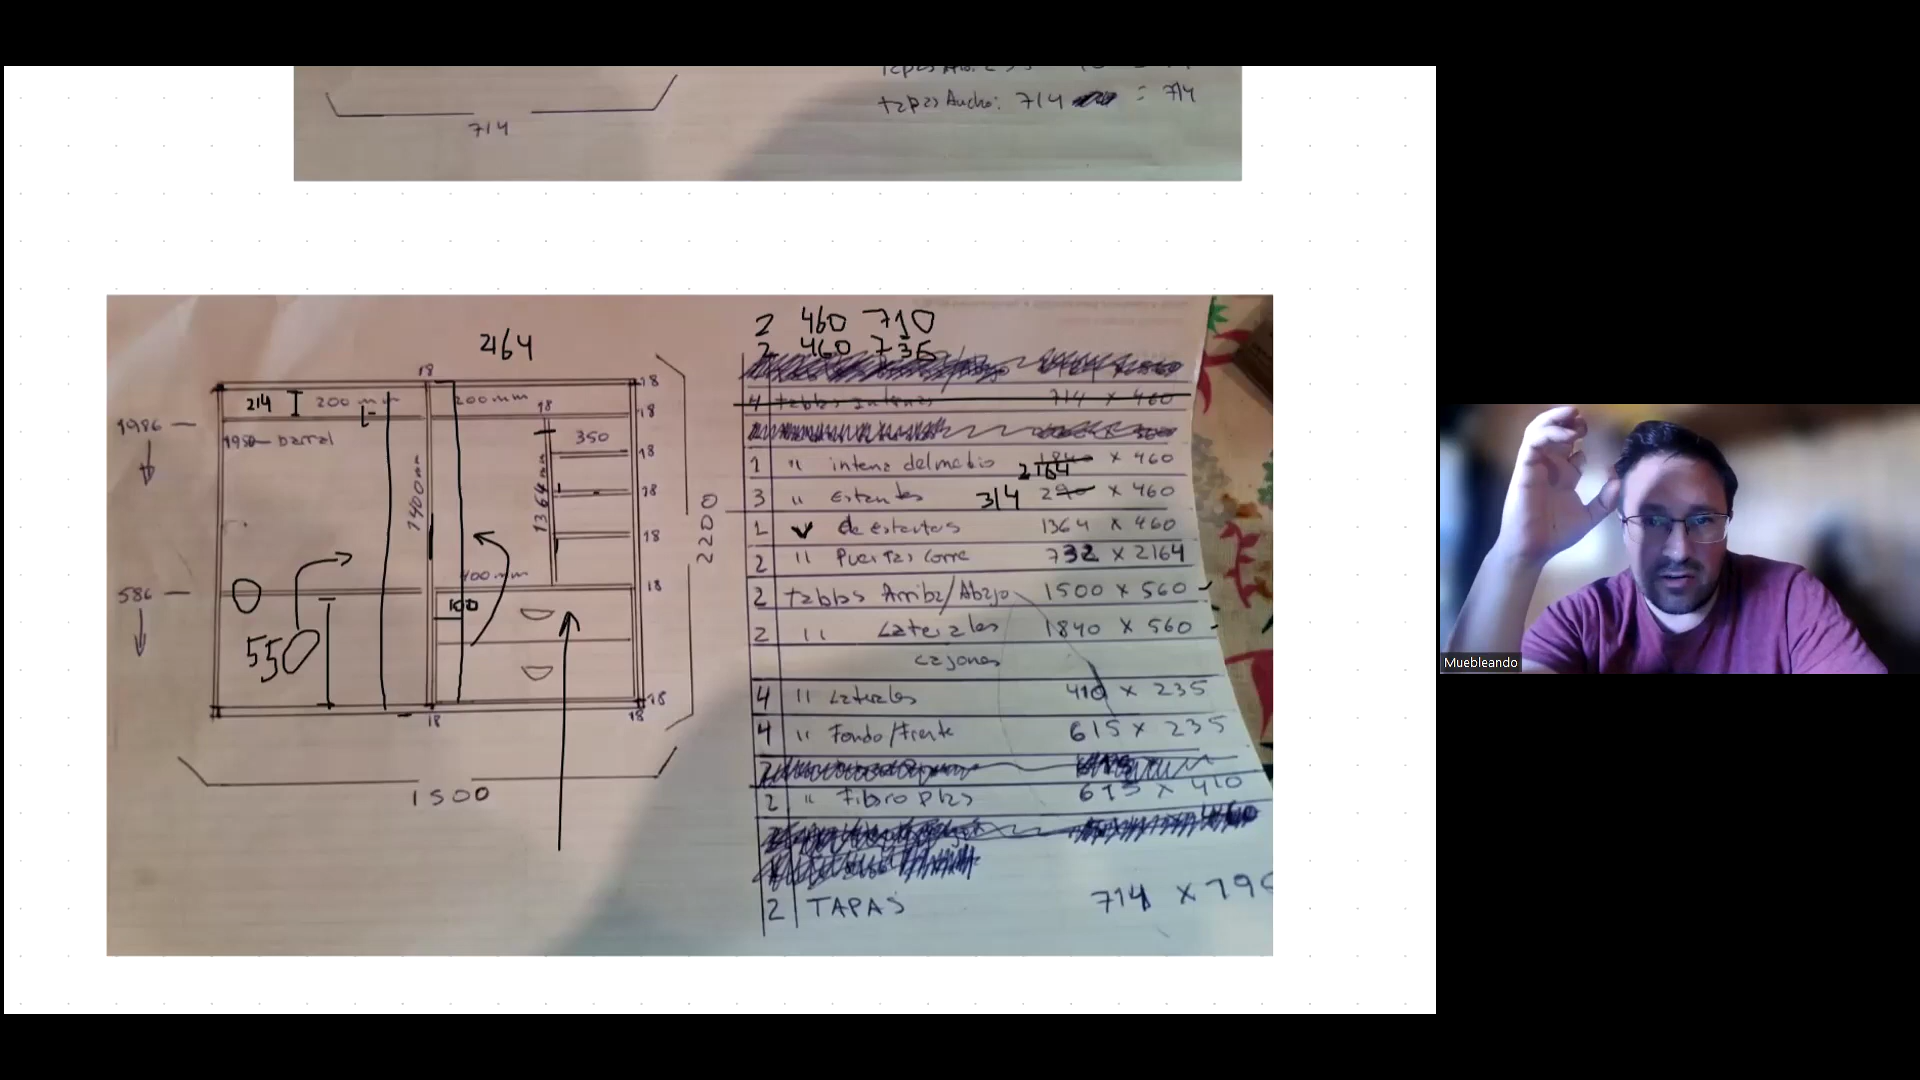 tapas Ancho: 714 = 714
714
2 460 710
2 460 735
2164
18
18
214 200 mm 200 mm
18
18
1986
1950 barral
350
18
1400 mm
1364 mm
18
2200
18
400 mm
586
18
100
550
18
18
18
1500
4 tablas internas 714 x 460
1 " interna del medio 1840 2164 x 460
3 " Estantes 314 290 x 460
1 de estantes 1364 x 460
2 " Puertas corre 732 x 2164
2 tablas Arriba/Abajo 1500 x 560
2 " Laterales 1840 x 560
cajones
4 " Laterales 410 x 235
4 " Fondo/Frente 615 x 235
2 " Fibro plas 615 x 410
2 TAPAS 714 x
Muebleando